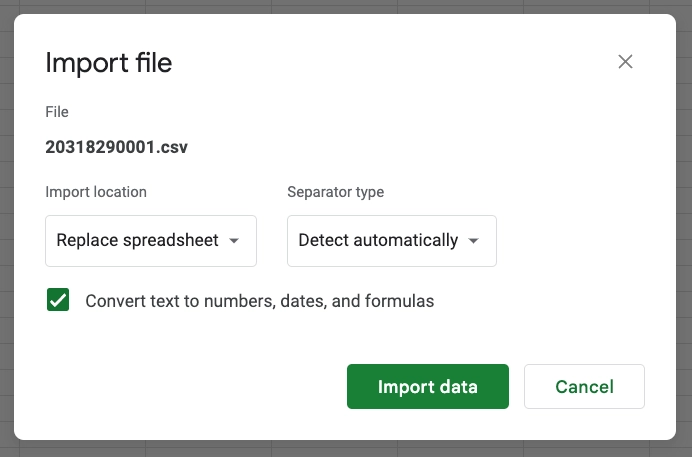 Import file
File
20318290001.csv
Import location
Separator type
Replace spreadsheet
Detect automatically
Convert text to numbers, dates, and formulas
Import data
Cancel